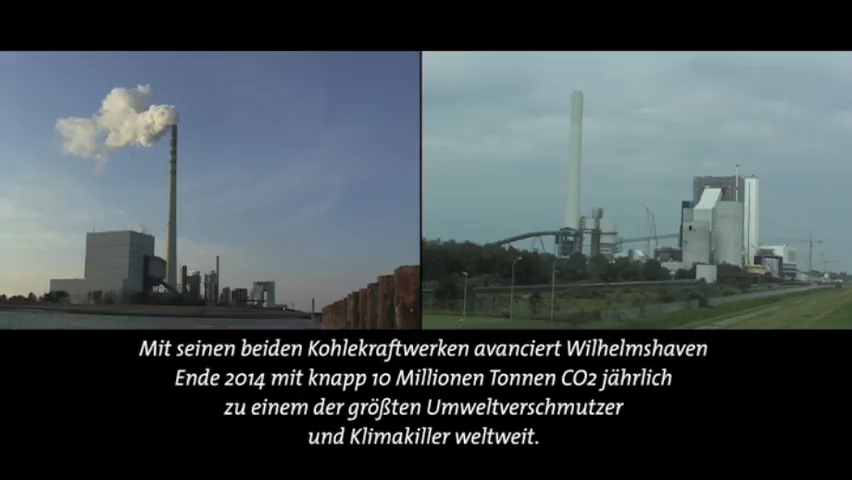 Mit seinen beiden Kohlekraftwerken avanciert Wilhelmshaven
Ende 2014 mit knapp 10 Millionen Tonnen CO2 jährlich
zu einem der größten Umweltverschmutzer
und Klimakiller weltweit.